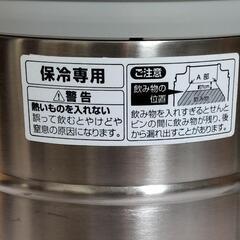 保冷専用
⚠警告
熱いものを入れない
誤って飲むとやけどや
窒息の原因になります。
ご注意
A部
飲み物の
位置
飲み物を入れすぎるとせんと
ビンの間に飲み物が残り、後
から漏れ出すことがあります。